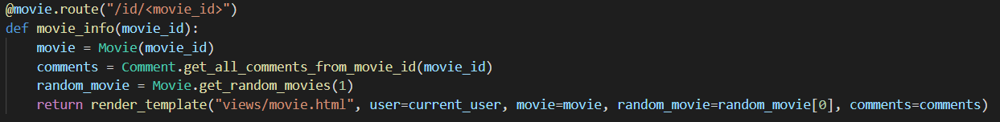 @movie.route("/id/<movie_id>")
def movie_info(movie_id):
    movie = Movie(movie_id)
    comments = Comment.get_all_comments_from_movie_id(movie_id)
    random_movie = Movie.get_random_movies(1)
    return render_template("views/movie.html", user=current_user, movie=movie, random_movie=random_movie[0], comments=comments)